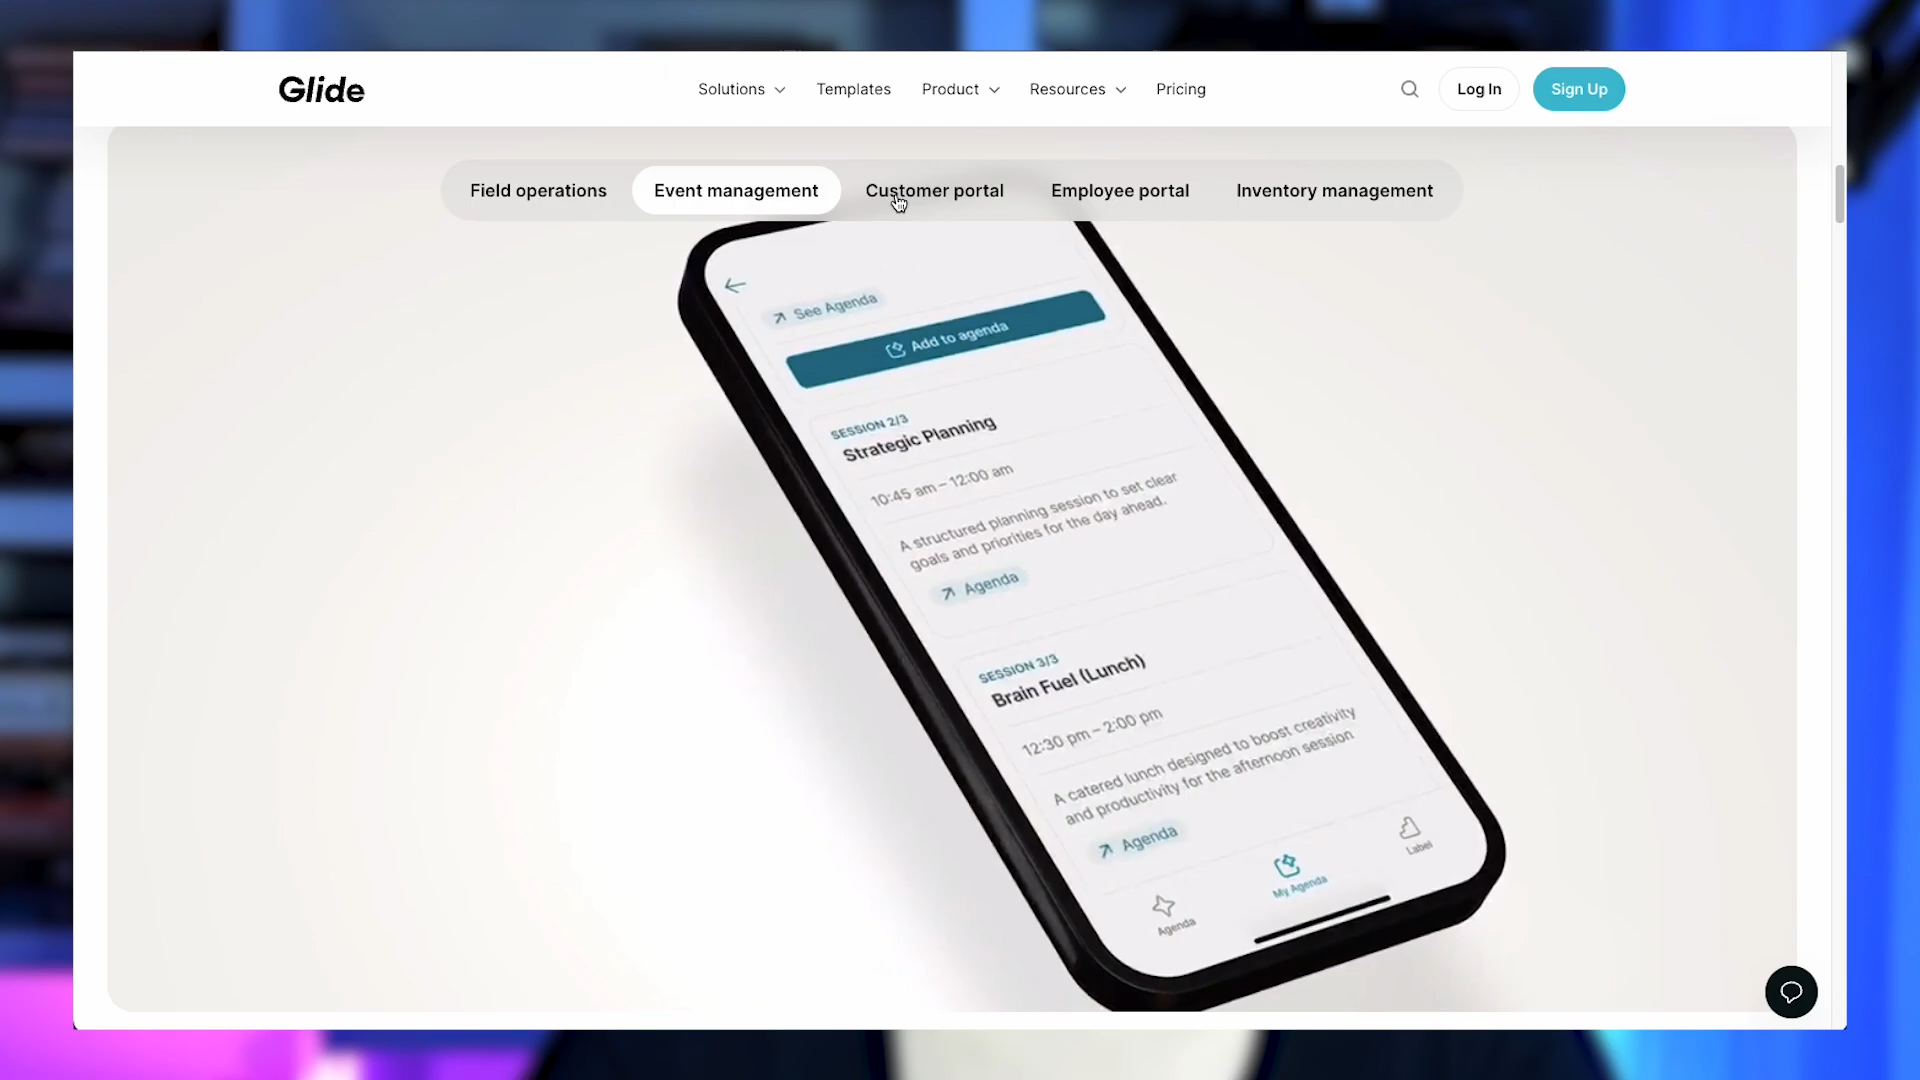 Glide
Solutions
Templates
Product
Resources
Pricing
Log In
Sign Up
Field operations
Event management
Customer portal
Employee portal
Inventory management
See Agenda
Add to agenda
SESSION 2/3
Strategic Planning
10:45 am – 12:00 am
A structured planning session to set clear
goals and priorities for the day ahead.
Agenda
SESSION 3/3
Brain Fuel (Lunch)
12:30 pm – 2:00 pm
A catered lunch designed to boost creativity
and productivity for the afternoon session
Agenda
Agenda
My Agenda
Label